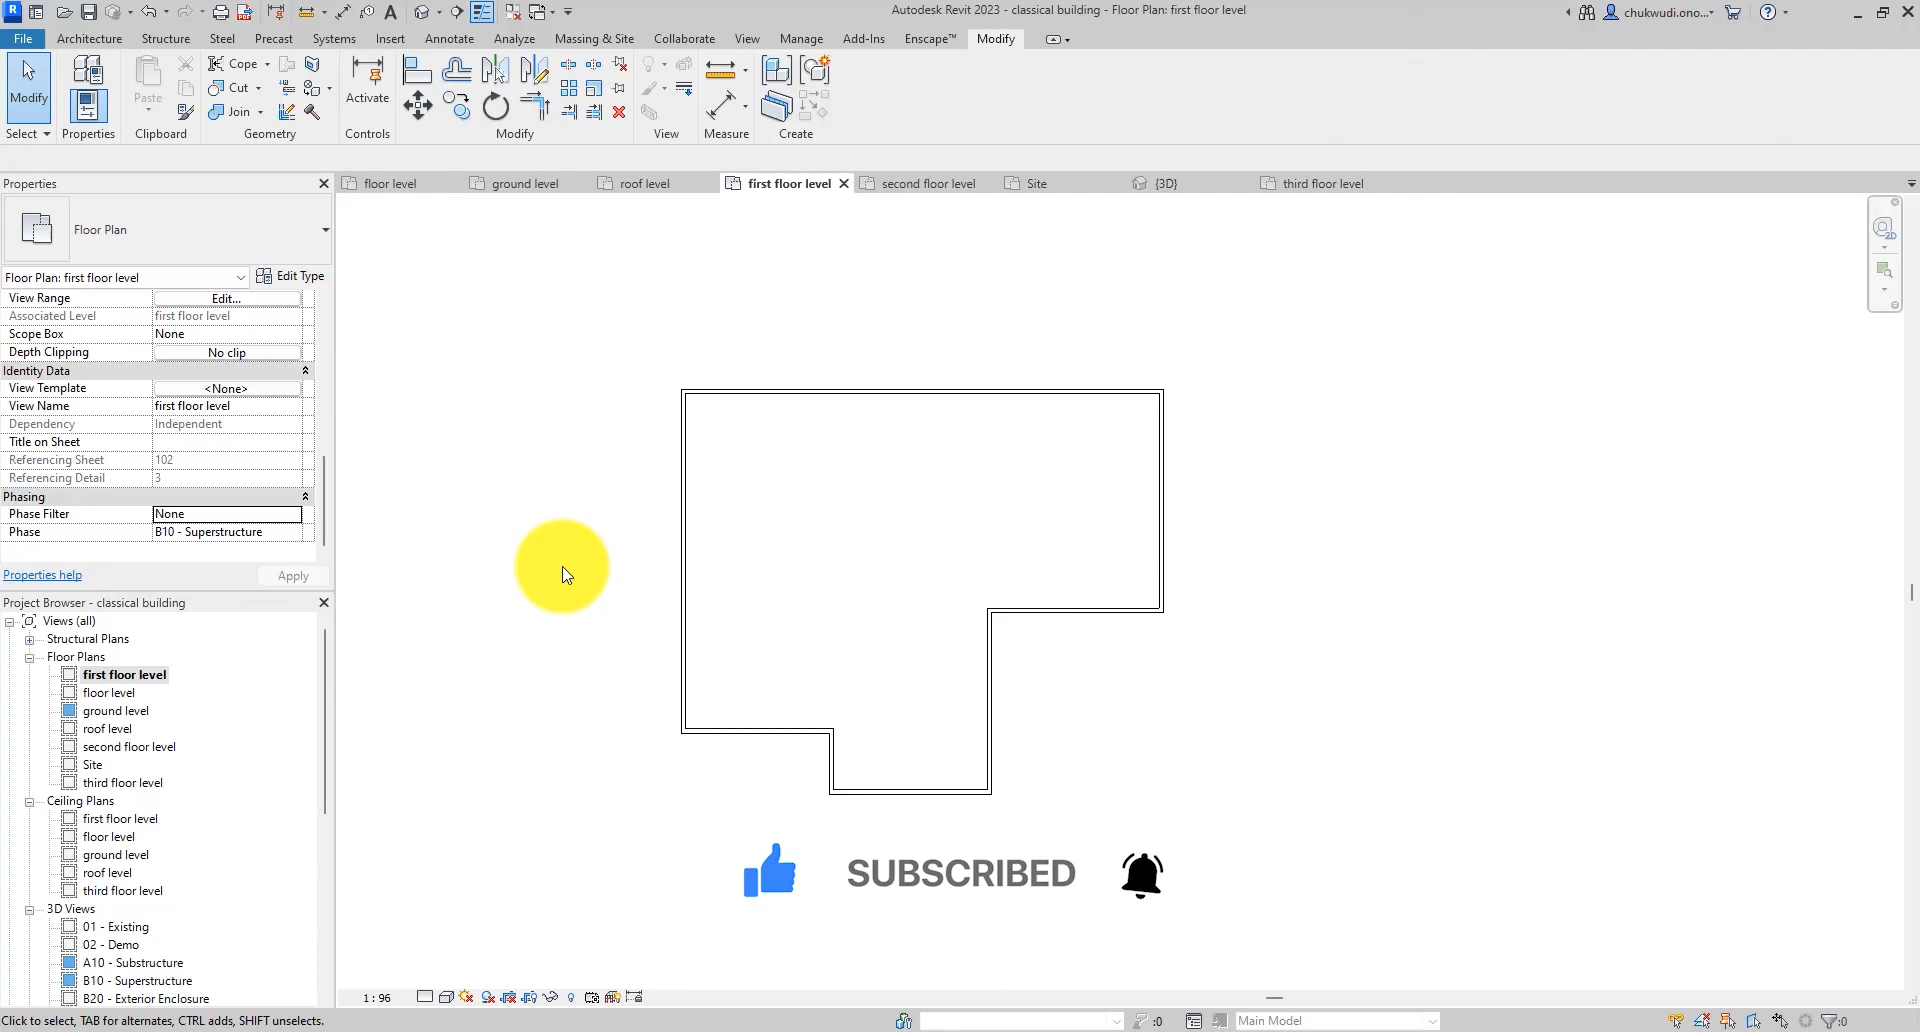 Autodesk Revit 2023 - classical building - Floor Plan: first floor level
chukwudi.ono...
File Architecture Structure Steel Precast Systems Insert Annotate Analyze Massing & Site Collaborate View Manage Add-Ins Enscape™ Modify
Modify
Paste
Cope
Cut
Join
Activate
Select Properties Clipboard Geometry Controls Modify View Measure Create
Properties
floor level
ground level
roof level
first floor level
second floor level
Site
{3D}
third floor level
Floor Plan
Floor Plan: first floor level
Edit Type
View Range Edit...
Associated Level first floor level
Scope Box None
Depth Clipping No clip
Identity Data
View Template <None>
View Name first floor level
Dependency Independent
Title on Sheet
Referencing Sheet 102
Referencing Detail 3
Phasing
Phase Filter None
Phase B10 - Superstructure
Properties help Apply
Project Browser - classical building
Views (all)
Structural Plans
Floor Plans
first floor level
floor level
ground level
roof level
second floor level
Site
third floor level
Ceiling Plans
first floor level
floor level
ground level
roof level
third floor level
3D Views
01 - Existing
02 - Demo
A10 - Substructure
B10 - Superstructure
B20 - Exterior Enclosure
SUBSCRIBED
1 : 96
Click to select, TAB for alternates, CTRL adds, SHIFT unselects.
:0
Main Model
:0
2D